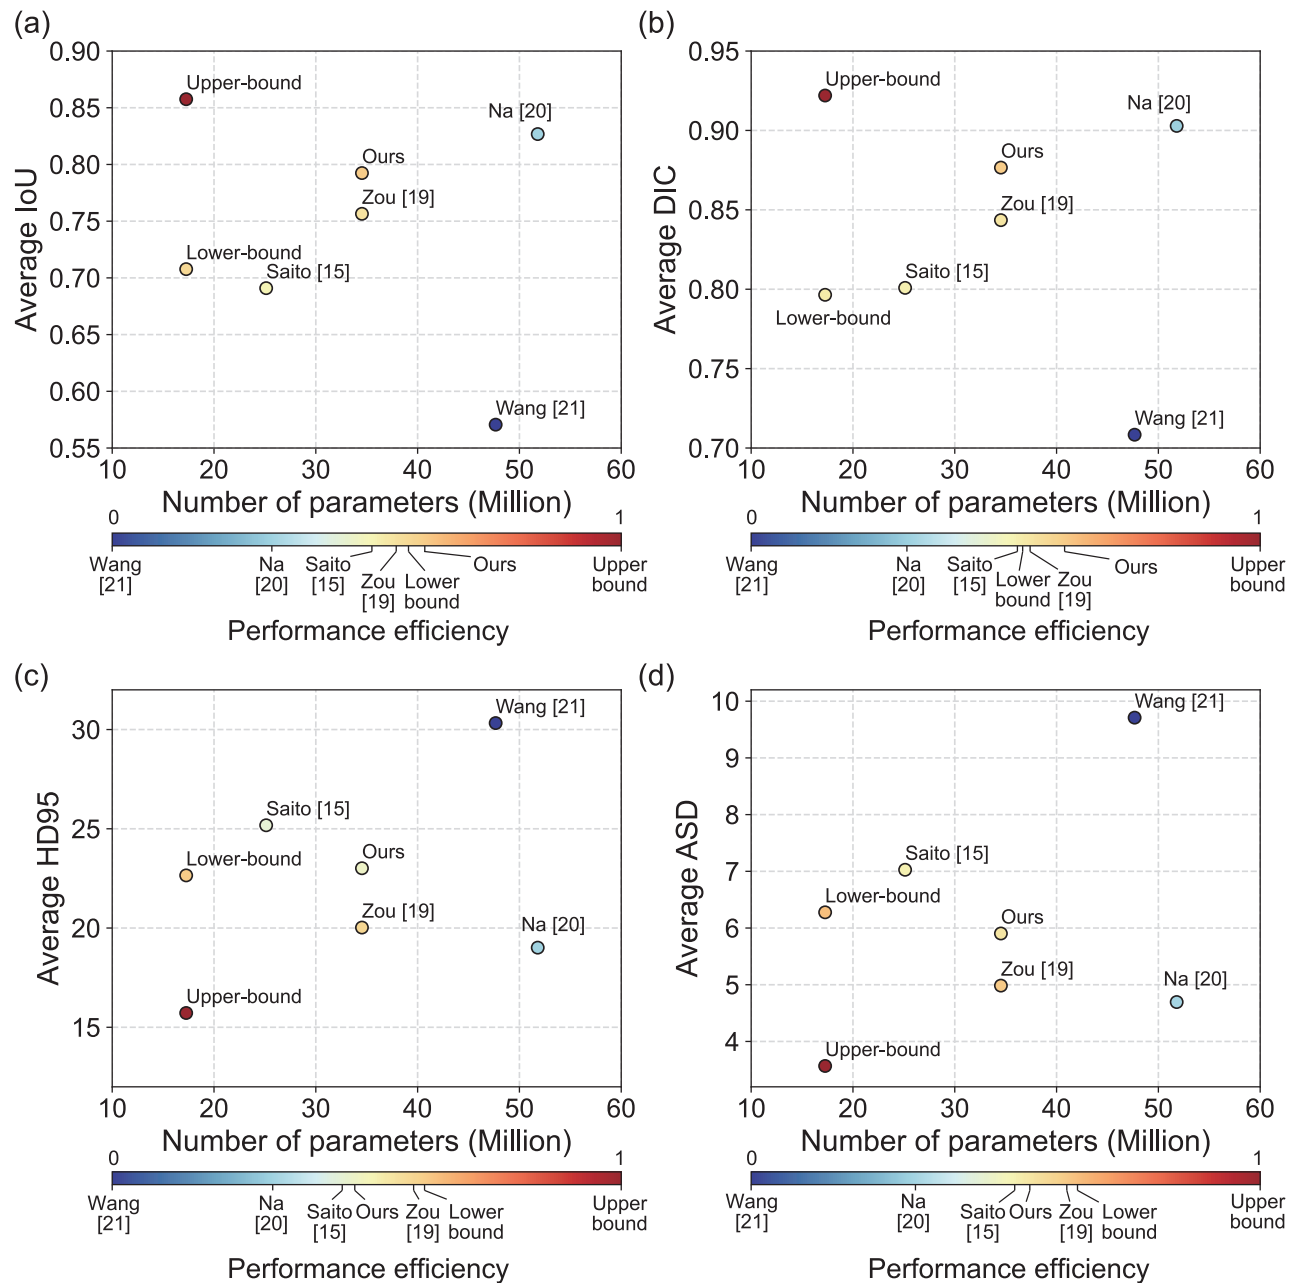 (a)
0.90
0.85
0.80
0.75
0.70
0.65
0.60
0.55
Average IoU
Upper-bound
Na [20]
Ours
Zou [19]
Lower-bound
Saito [15]
Wang [21]
10 20 30 40 50 60
Number of parameters (Million)
0 1
Wang [21]
Na [20]
Saito [15]
Zou [19]
Lower bound
Ours
Upper bound
Performance efficiency
(b)
0.95
0.90
0.85
0.80
0.75
0.70
Average DIC
Upper-bound
Na [20]
Ours
Zou [19]
Saito [15]
Lower-bound
Wang [21]
10 20 30 40 50 60
Number of parameters (Million)
0 1
Wang [21]
Na [20]
Saito [15]
Lower bound
Zou [19]
Ours
Upper bound
Performance efficiency
(c)
30
25
20
15
Average HD95
Wang [21]
Saito [15]
Lower-bound
Ours
Zou [19]
Na [20]
Upper-bound
10 20 30 40 50 60
Number of parameters (Million)
0 1
Wang [21]
Na [20]
Saito [15]
Ours
Zou [19]
Lower bound
Upper bound
Performance efficiency
(d)
10
9
8
7
6
5
4
Average ASD
Wang [21]
Saito [15]
Lower-bound
Ours
Zou [19]
Na [20]
Upper-bound
10 20 30 40 50 60
Number of parameters (Million)
0 1
Wang [21]
Na [20]
Saito [15]
Ours
Zou [19]
Lower bound
Upper bound
Performance efficiency